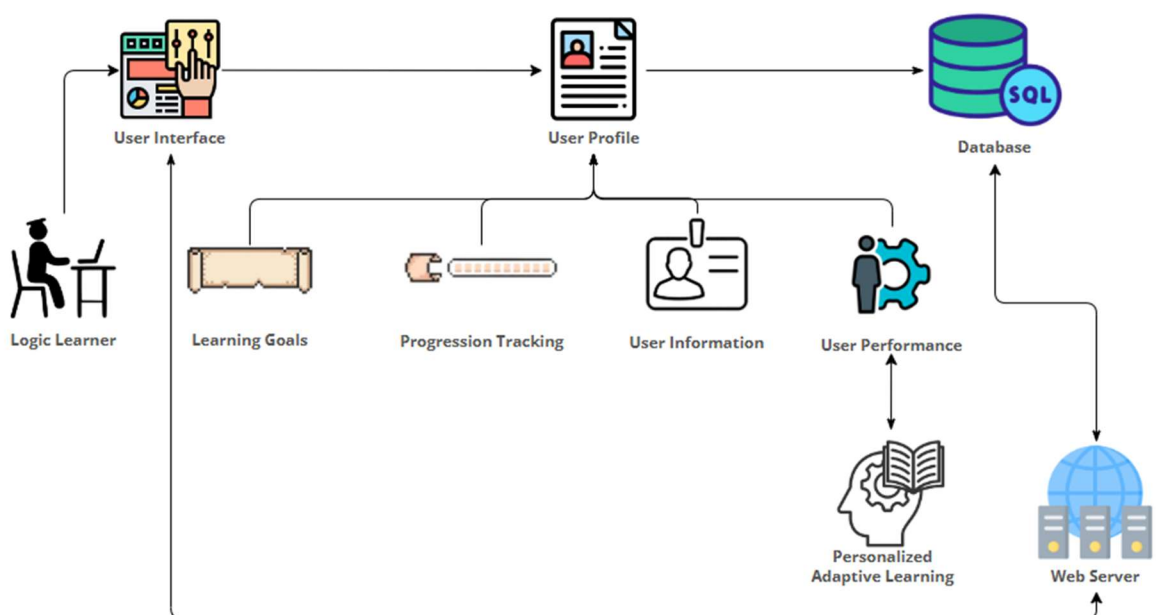 SQL
User Interface
User Profile
Database
Logic Learner
Learning Goals
Progression Tracking
User Information
User Performance
Personalized
Adaptive Learning
Web Server